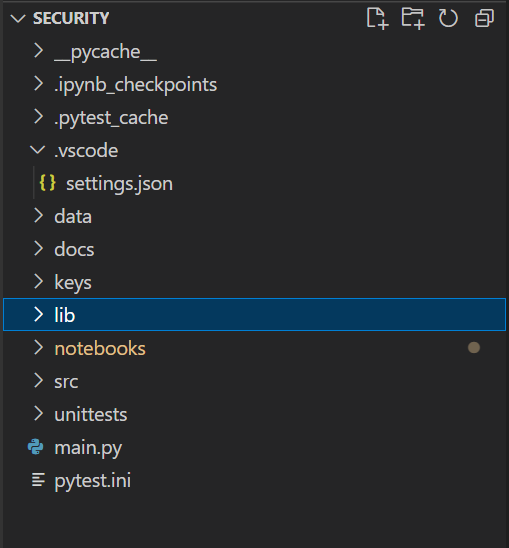 SECURITY
__pycache__
.ipynb_checkpoints
.pytest_cache
.vscode
{} settings.json
data
docs
keys
lib
notebooks
src
unittests
main.py
pytest.ini